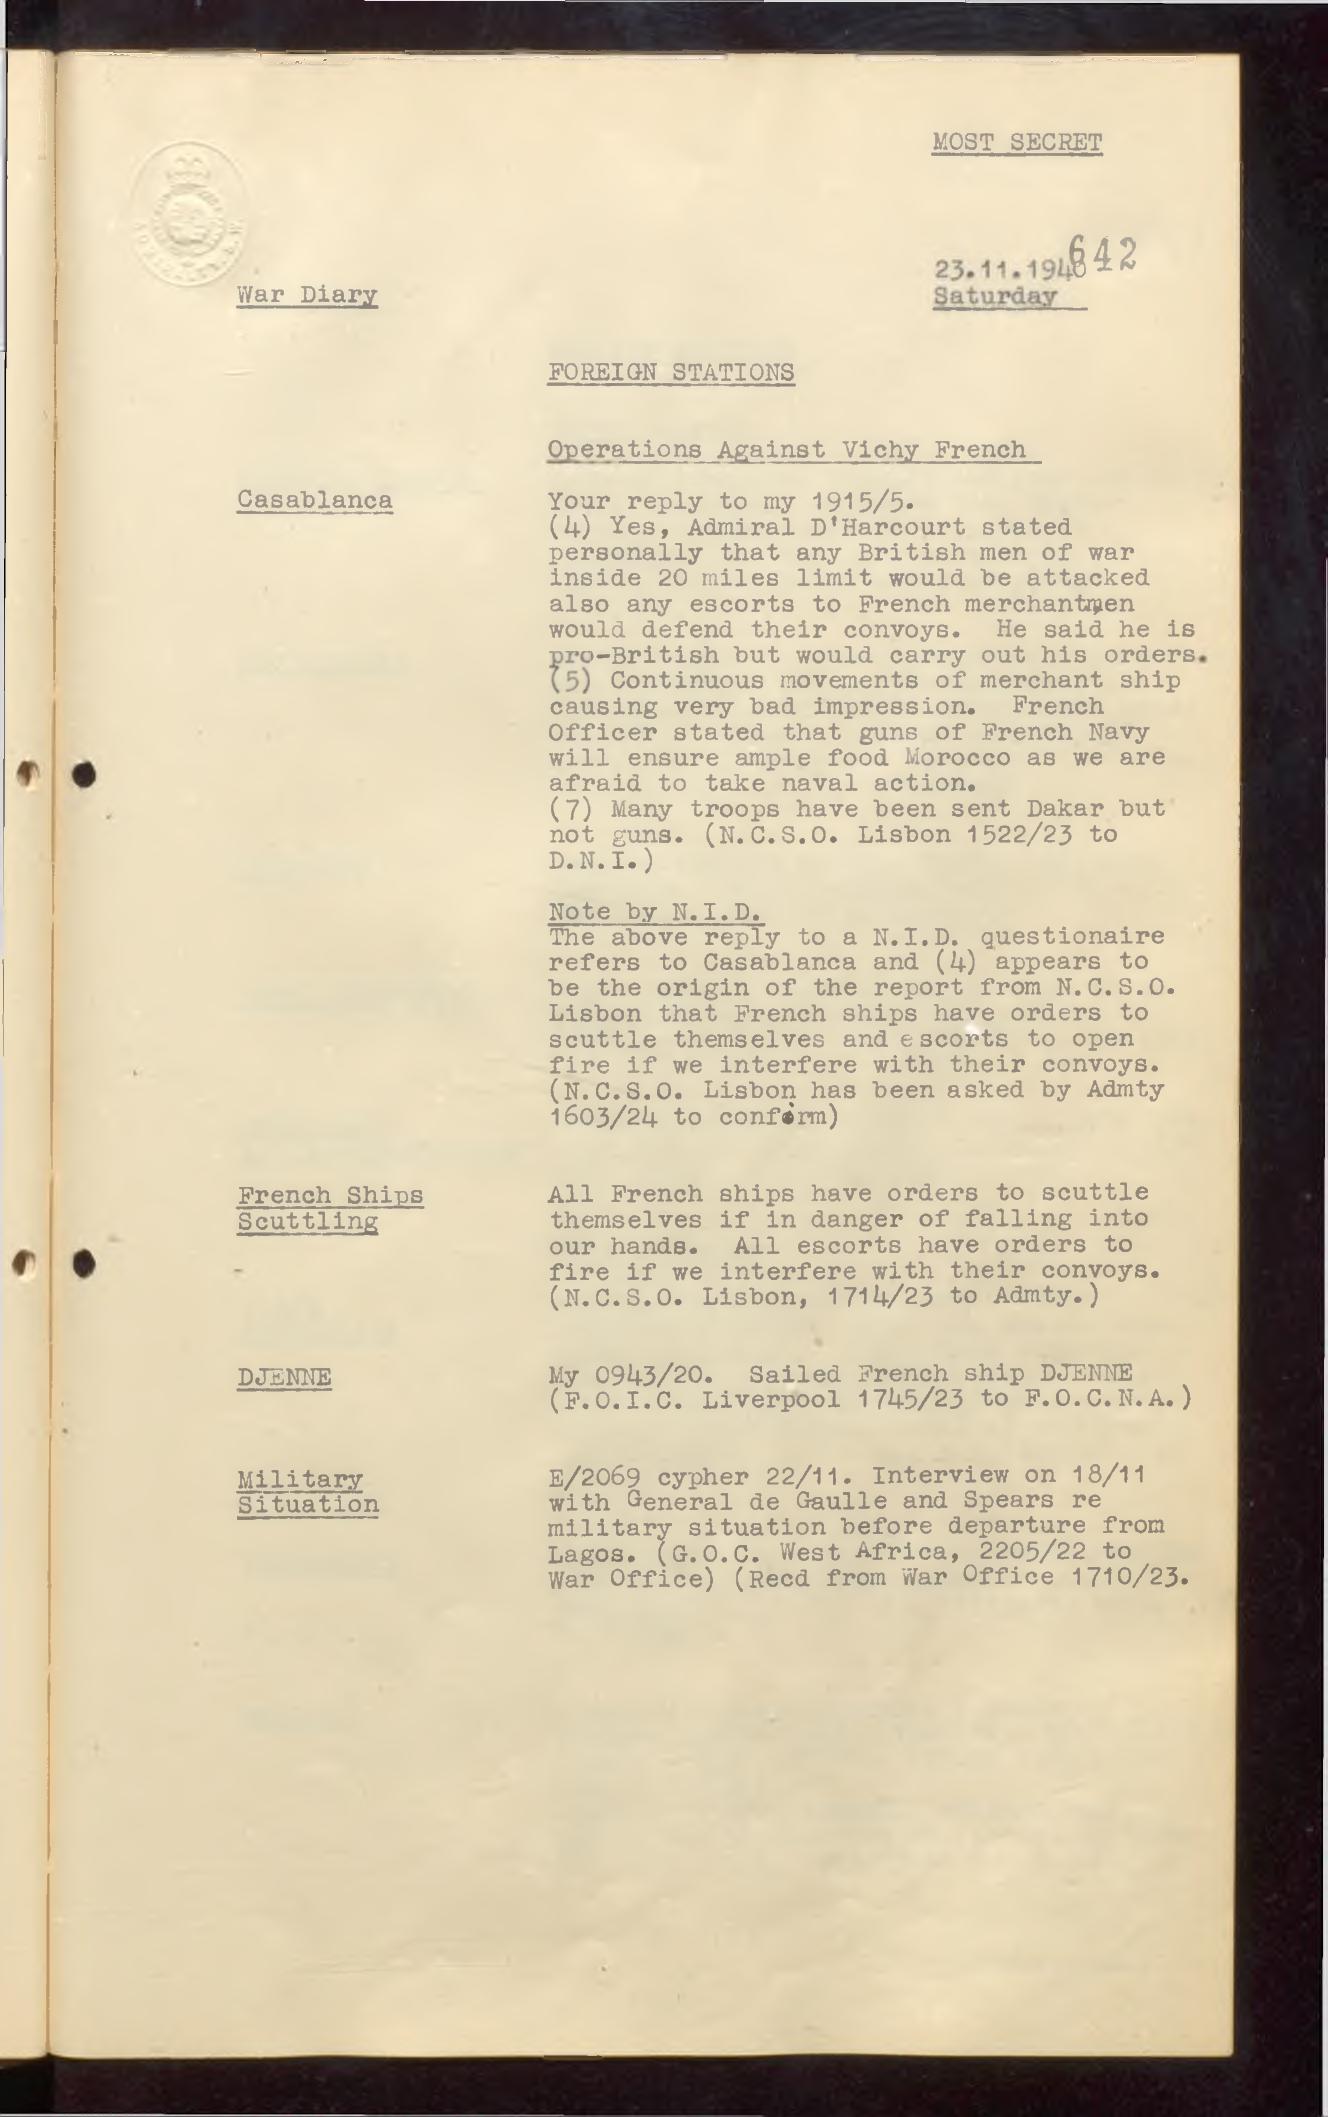 MOST SECRET
642
23.11.1940
Saturday
War Diary
FOREIGN STATIONS
Operations Against Vichy French
Casablanca
Your reply to my 1915/5.
(4) Yes, Admiral D'Harcourt stated
personally that any British men of war
inside 20 miles limit would be attacked
also any escorts to French merchantmen
would defend their convoys. He said he is
pro-British but would carry out his orders.
(5) Continuous movements of merchant ship
causing very bad impression. French
Officer stated that guns of French Navy
will ensure ample food Morocco as we are
afraid to take naval action.
(7) Many troops have been sent Dakar but
not guns. (N.C.S.O. Lisbon 1522/23 to
D.N.I.)
Note by N.I.D.
The above reply to a N.I.D. questionaire
refers to Casablanca and (4) appears to
be the origin of the report from N.C.S.O.
Lisbon that French ships have orders to
scuttle themselves and escorts to open
fire if we interfere with their convoys.
(N.C.S.O. Lisbon has been asked by Admty
1603/24 to confirm)
French Ships
Scuttling
All French ships have orders to scuttle
themselves if in danger of falling into
our hands. All escorts have orders to
fire if we interfere with their convoys.
(N.C.S.O. Lisbon, 1714/23 to Admty.)
DJENNE
My 0943/20. Sailed French ship DJENNE
(F.O.I.C. Liverpool 1745/23 to F.O.C.N.A.)
Military
Situation
E/2069 cypher 22/11. Interview on 18/11
with General de Gaulle and Spears re
military situation before departure from
Lagos. (G.O.C. West Africa, 2205/22 to
War Office) (Recd from War Office 1710/23.